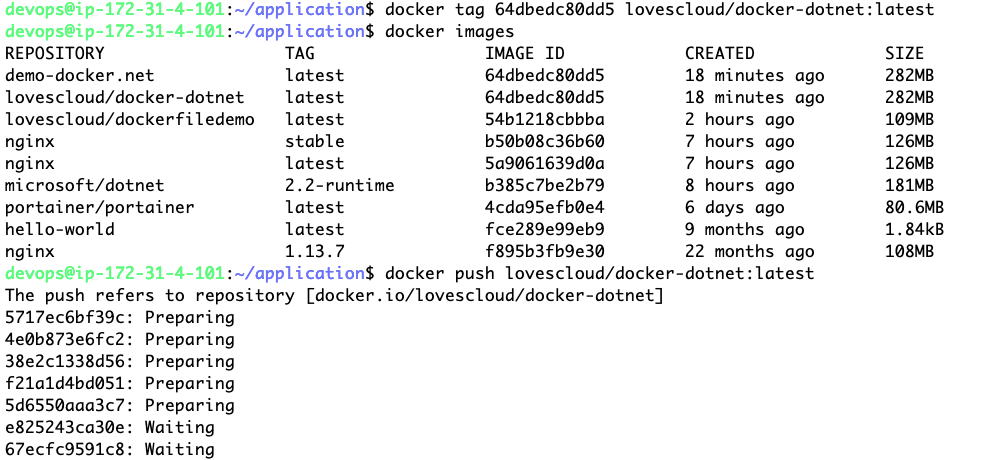 devops@ip-172-31-4-101:~/application$ docker tag 64dbedc80dd5 lovescloud/docker-dotnet:latest
devops@ip-172-31-4-101:~/application$ docker images
REPOSITORY TAG IMAGE ID CREATED SIZE
demo-docker.net latest 64dbedc80dd5 18 minutes ago 282MB
lovescloud/docker-dotnet latest 64dbedc80dd5 18 minutes ago 282MB
lovescloud/dockerfiledemo latest 54b1218cbbba 2 hours ago 109MB
nginx stable b50b08c36b60 7 hours ago 126MB
nginx latest 5a9061639d0a 7 hours ago 126MB
microsoft/dotnet 2.2-runtime b385c7be2b79 8 hours ago 181MB
portainer/portainer latest 4cda95efb0e4 6 days ago 80.6MB
hello-world latest fce289e99eb9 9 months ago 1.84kB
nginx 1.13.7 f895b3fb9e30 22 months ago 108MB
devops@ip-172-31-4-101:~/application$ docker push lovescloud/docker-dotnet:latest
The push refers to repository [docker.io/lovescloud/docker-dotnet]
5717ec6bf39c: Preparing
4e0b873e6fc2: Preparing
38e2c1338d56: Preparing
f21a1d4bd051: Preparing
5d6550aaa3c7: Preparing
e825243ca30e: Waiting
67ecfc9591c8: Waiting